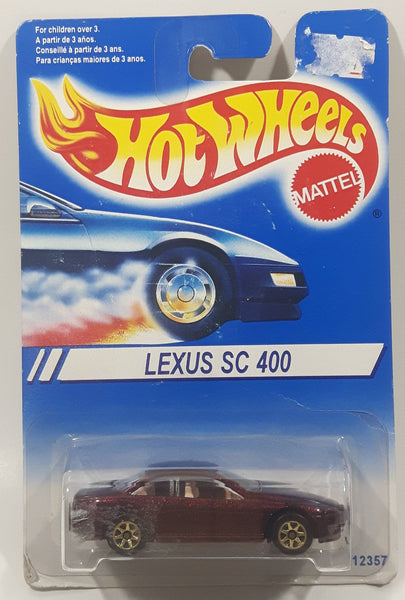 For children over 3.
A partir de 3 años.
Conseillé à partir de 3 ans.
Para crianças maiores de 3 anos.
HOT WHEELS
MATTEL
®
LEXUS SC 400
12357